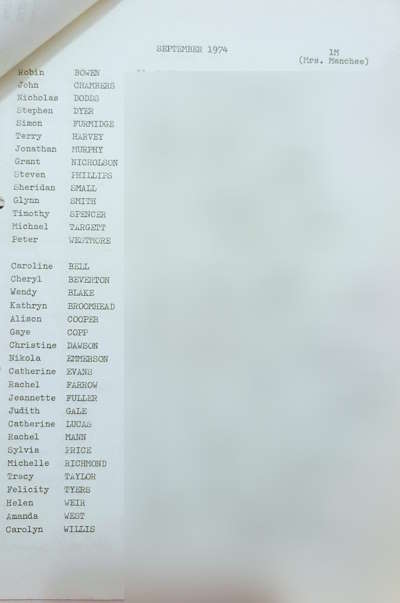 SEPTEMBER 1974
1M
(Mrs. Manchee)
Robin BOWEN
John CHAMBERS
Nicholas DODDS
Stephen DYER
Simon FURMIDGE
Terry HARVEY
Jonathan MURPHY
Grant NICHOLSON
Steven PHILLIPS
Sheridan SMALL
Glynn SMITH
Timothy SPENCER
Michael TARGETT
Peter WESTMORE
Caroline BELL
Cheryl BEVERTON
Wendy BLAKE
Kathryn BROOMHEAD
Alison COOPER
Gaye COPP
Christine DAWSON
Nikola EMMERSON
Catherine EVANS
Rachel FARROW
Jeannette FULLER
Judith GALE
Catherine LUCAS
Rachel MANN
Sylvia PRICE
Michelle RICHMOND
Tracy TAYLOR
Felicity TYERS
Helen WEIR
Amanda WEST
Carolyn WILLIS